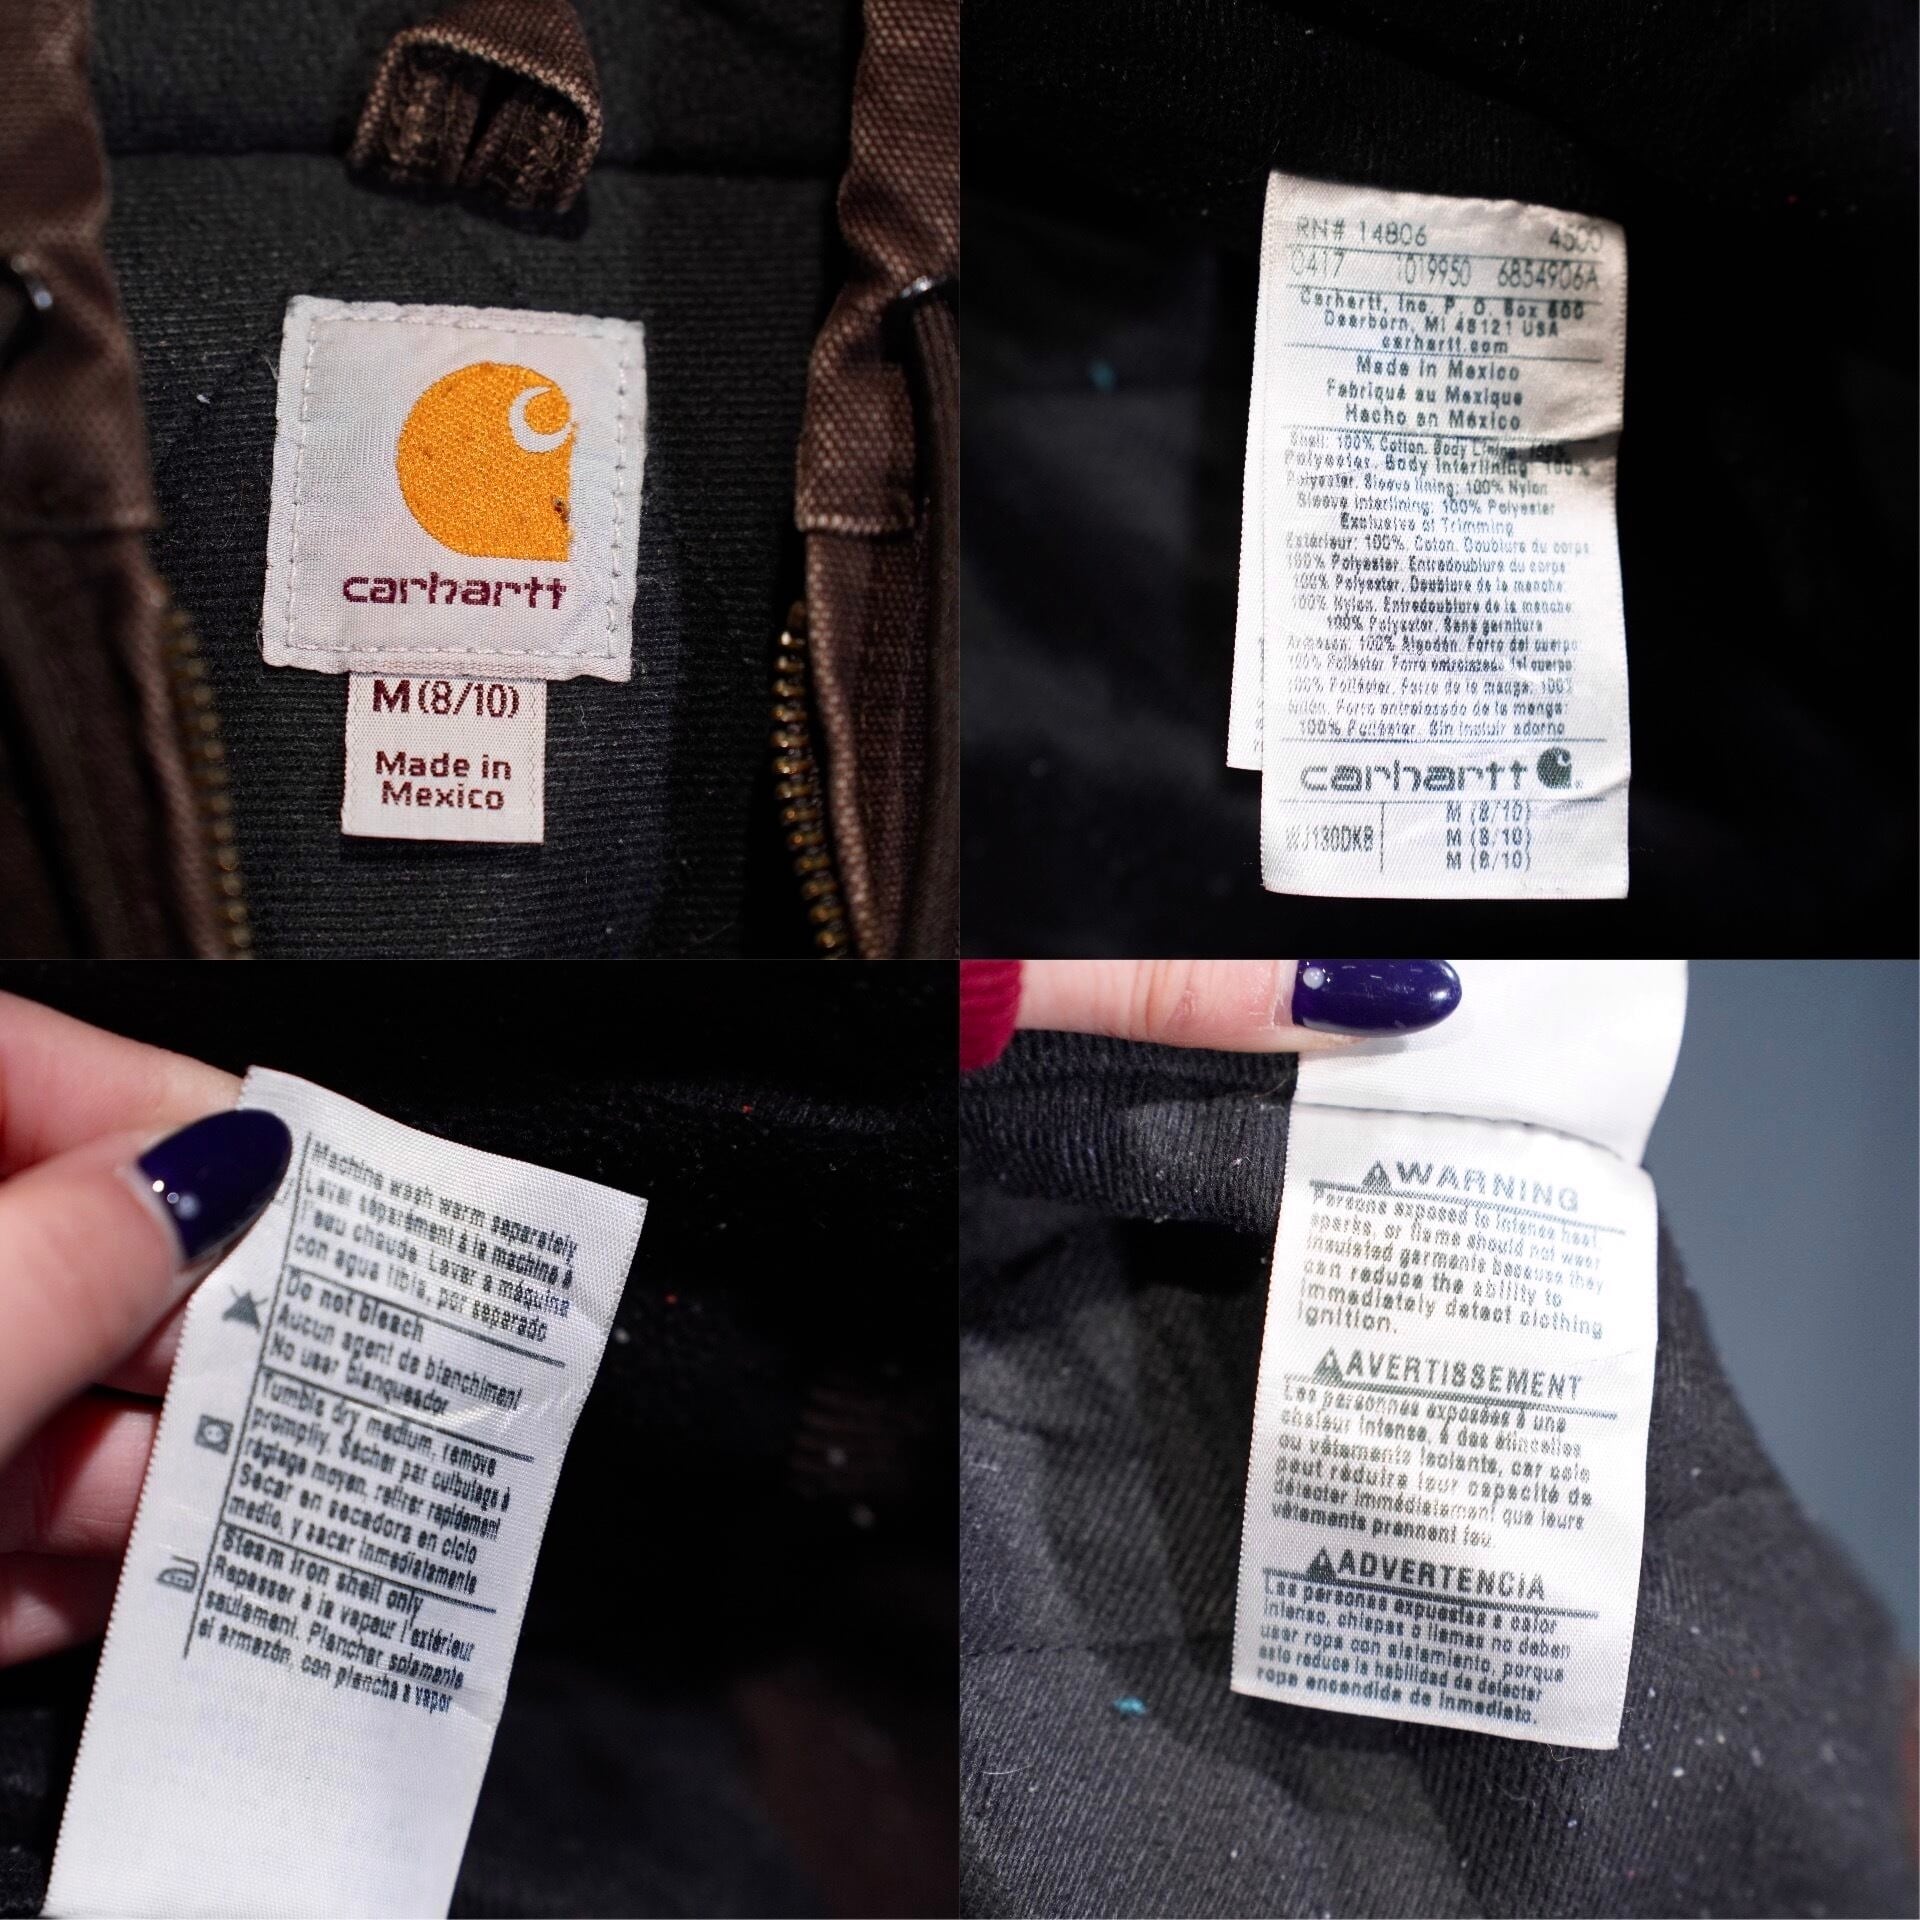 carhartt
M (8/10)
Made in
Mexico
RN# 14806 4500
0417 1019950 6854906A
Carhartt, Inc. P. O. Box 600
Dearborn, MI 48121 USA
carhartt.com
Made in Mexico
Fabriqué au Mexique
Hecho en México
Shell: 100% Cotton. Body Lining: 100%
Polyester. Body Interlining: 100%
Polyester. Sleeve lining: 100% Nylon
Sleeve Interlining: 100% Polyester
Exclusive of Trimming
Extérieur: 100%. Coton. Doublure du corps:
100% Polyester. Entredoublure du corps:
100% Polyester. Doublure de la manche:
100% Nylon. Entredoublure de la manche:
100% Polyester. Sans garniture
Armazon: 100% Algodón. Forro del cuerpo:
100% Poliéster. Forro entrelazado del cuerpo:
100% Poliéster. Forro de la manga: 100%
Nilón. Forro entrelazado de la manga:
100% Poliéster. Sin incluir adorno
carhartt
WJ130DKB M (8/10)
M (8/10)
M (8/10)
Machine wash warm separately
Laver séparément à la machine à
l'eau chaude. Lavar a máquina
con agua tibia, por separado
Do not bleach
Aucun agent de blanchiment
No usar blanqueador
Tumble dry medium, remove
promptly. Sécher par culbutage à
réglage moyen, retirer rapidement
Secar en secadora en ciclo
medio, y sacar inmediatamente
Steam iron shell only
Repasser à la vapeur l'extérieur
seulement. Planchar solamente
el armazón, con plancha a vapor
WARNING
Persons exposed to intense heat,
sparks, or flame should not wear
insulated garments because they
can reduce the ability to
immediately detect clothing
ignition.
AVERTISSEMENT
Les personnes exposées à une
chaleur intense, à des étincelles
ou vêtements isolants, car cela
peut réduire leur capacité de
détecter immédiatement que leurs
vêtements prennent feu.
ADVERTENCIA
Las personas expuestas a calor
intenso, chispas o llamas no deben
usar ropa con aislamiento, porque
esto reduce la habilidad de detectar
ropa encendida de inmediato.